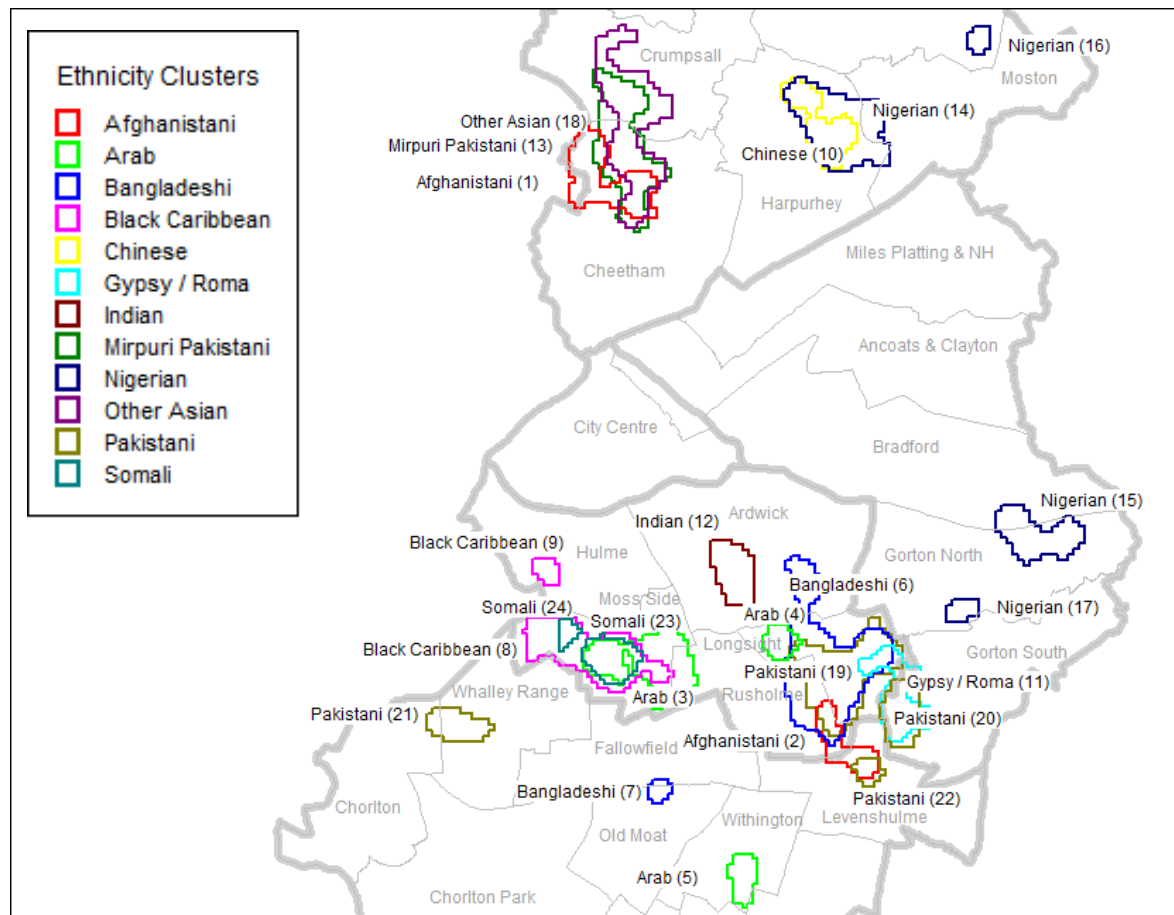 Ethnicity Clusters
Afghanistani
Arab
Bangladeshi
Black Caribbean
Chinese
Gypsy / Roma
Indian
Mirpuri Pakistani
Nigerian
Other Asian
Pakistani
Somali
Crumpsall
Nigerian (16)
Moston
Nigerian (14)
Other Asian (18)
Mirpuri Pakistani (13)
Chinese (10)
Afghanistani (1)
Harpurhey
Miles Platting & NH
Cheetham
Ancoats & Clayton
City Centre
Bradford
Nigerian (15)
Indian (12)
Ardwick
Black Caribbean (9)
Hulme
Gorton North
Bangladeshi (6)
Moss Side
Somali (24)
Somali (23)
Arab (4)
Nigerian (17)
Black Caribbean (8)
Longsight
Gorton South
Pakistani (19)
Gypsy / Roma (11)
Whalley Range
Arab (3)
Rusholme
Pakistani (21)
Pakistani (20)
Afghanistani (2)
Fallowfield
Bangladeshi (7)
Pakistani (22)
Chorlton
Withington
Levenshulme
Old Moat
Arab (5)
Chorlton Park